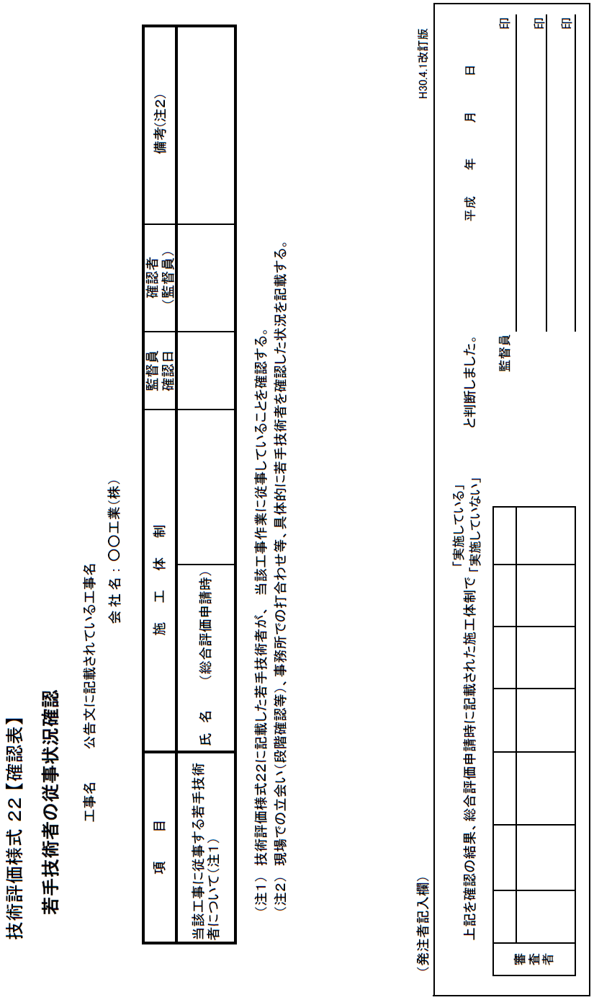 技術評価様式 22【確認表】
若手技術者の従事状況確認
工事名 公告文に記載されている工事名
会 社 名 : 〇〇工業(株)
項 目 施 工 体 制 監督員 確認者 備考(注2)
確認日 (監督員)
当該工事に従事する若手技術 氏 名 (総合評価申請時)
者について(注1)
(注1) 技術評価様式22に記載した若手技術者が、 当該工事作業に従事していることを確認する。
(注2) 現場での立会い(段階確認等)、事務所での打合わせ等、具体的に若手技術者を確認した状況を記載する。
(発注者記入欄) H30.4.1改訂版
「実施している」
上記を確認の結果、総合評価申請時に記載された施工体制で と判断しました。 平成 年 月 日
「実施していない」
監督員 印
印
印
審
査
者